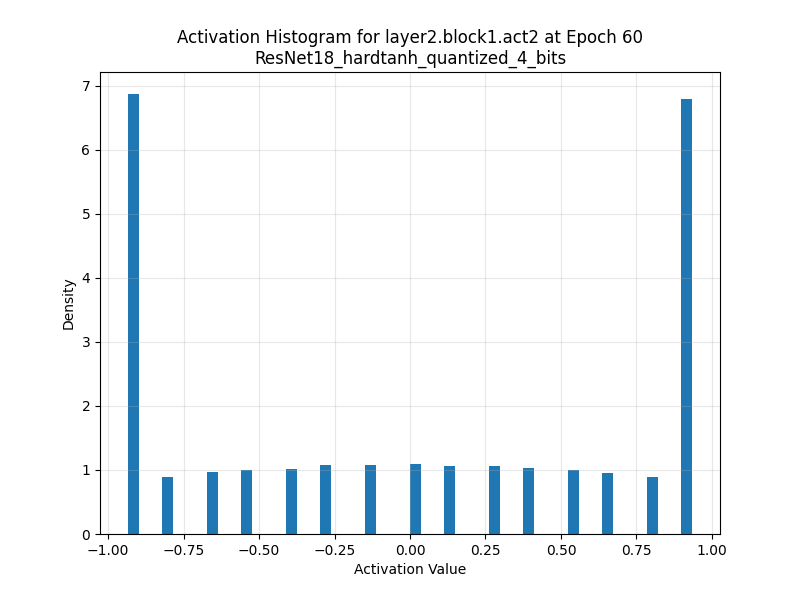 Activation Histogram for layer2.block1.act2 at Epoch 60
ResNet18_hardtanh_quantized_4_bits
7
6
5
4
3
2
1
0
Density
−1.00 −0.75 −0.50 −0.25 0.00 0.25 0.50 0.75 1.00
Activation Value